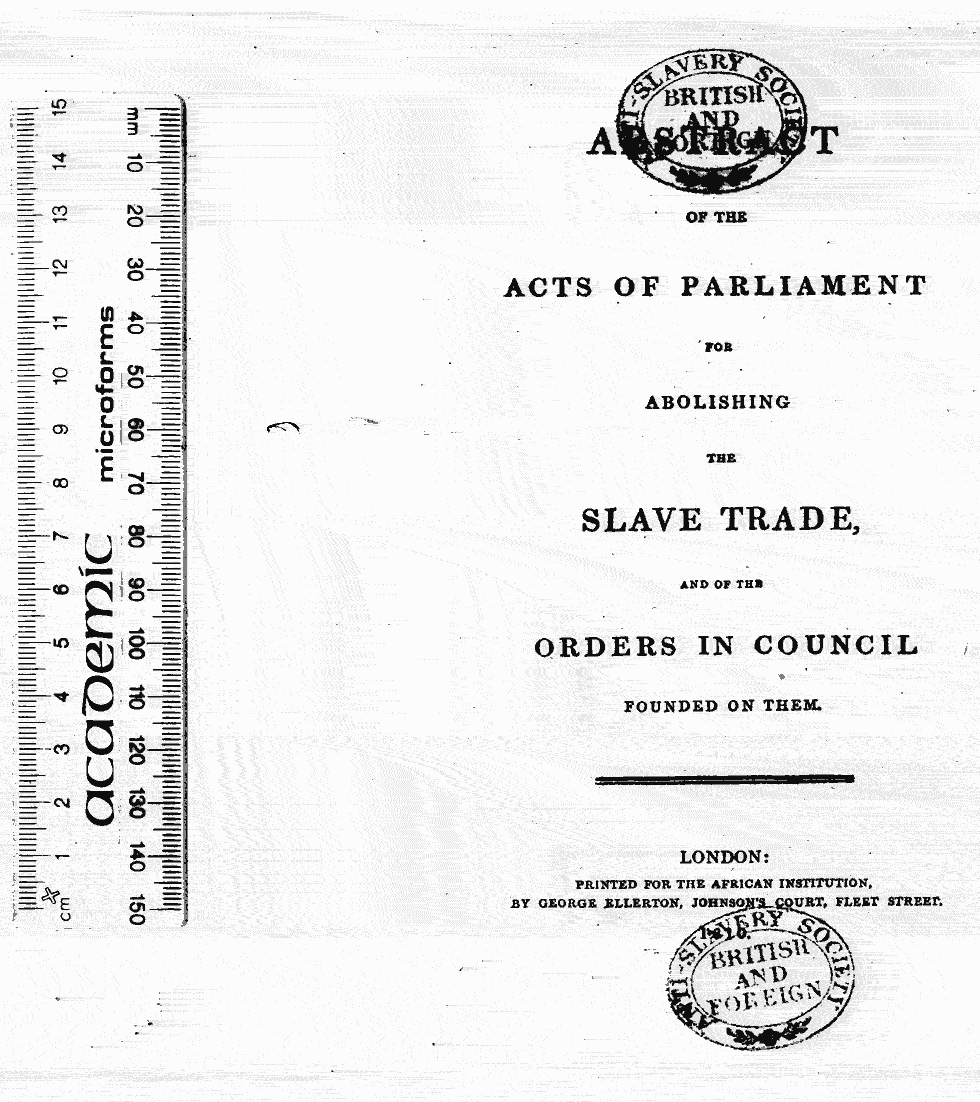 ABSTRACT
OF THE
ACTS OF PARLIAMENT
FOR
ABOLISHING
THE
SLAVE TRADE,
AND OF THE
ORDERS IN COUNCIL
FOUNDED ON THEM.
LONDON:
PRINTED FOR THE AFRICAN INSTITUTION,
BY GEORGE ELLERTON, JOHNSON'S COURT, FLEET STREET.
ANTI-SLAVERY SOCIETY
BRITISH
AND
FOREIGN
ANTI-SLAVERY SOCIETY
BRITISH
AND
FOREIGN
academic microforms
mm 10 20 30 40 50 60 70 80 90 100 110 120 130 140 150
cm 1 2 3 4 5 6 7 8 9 10 11 12 13 14 15